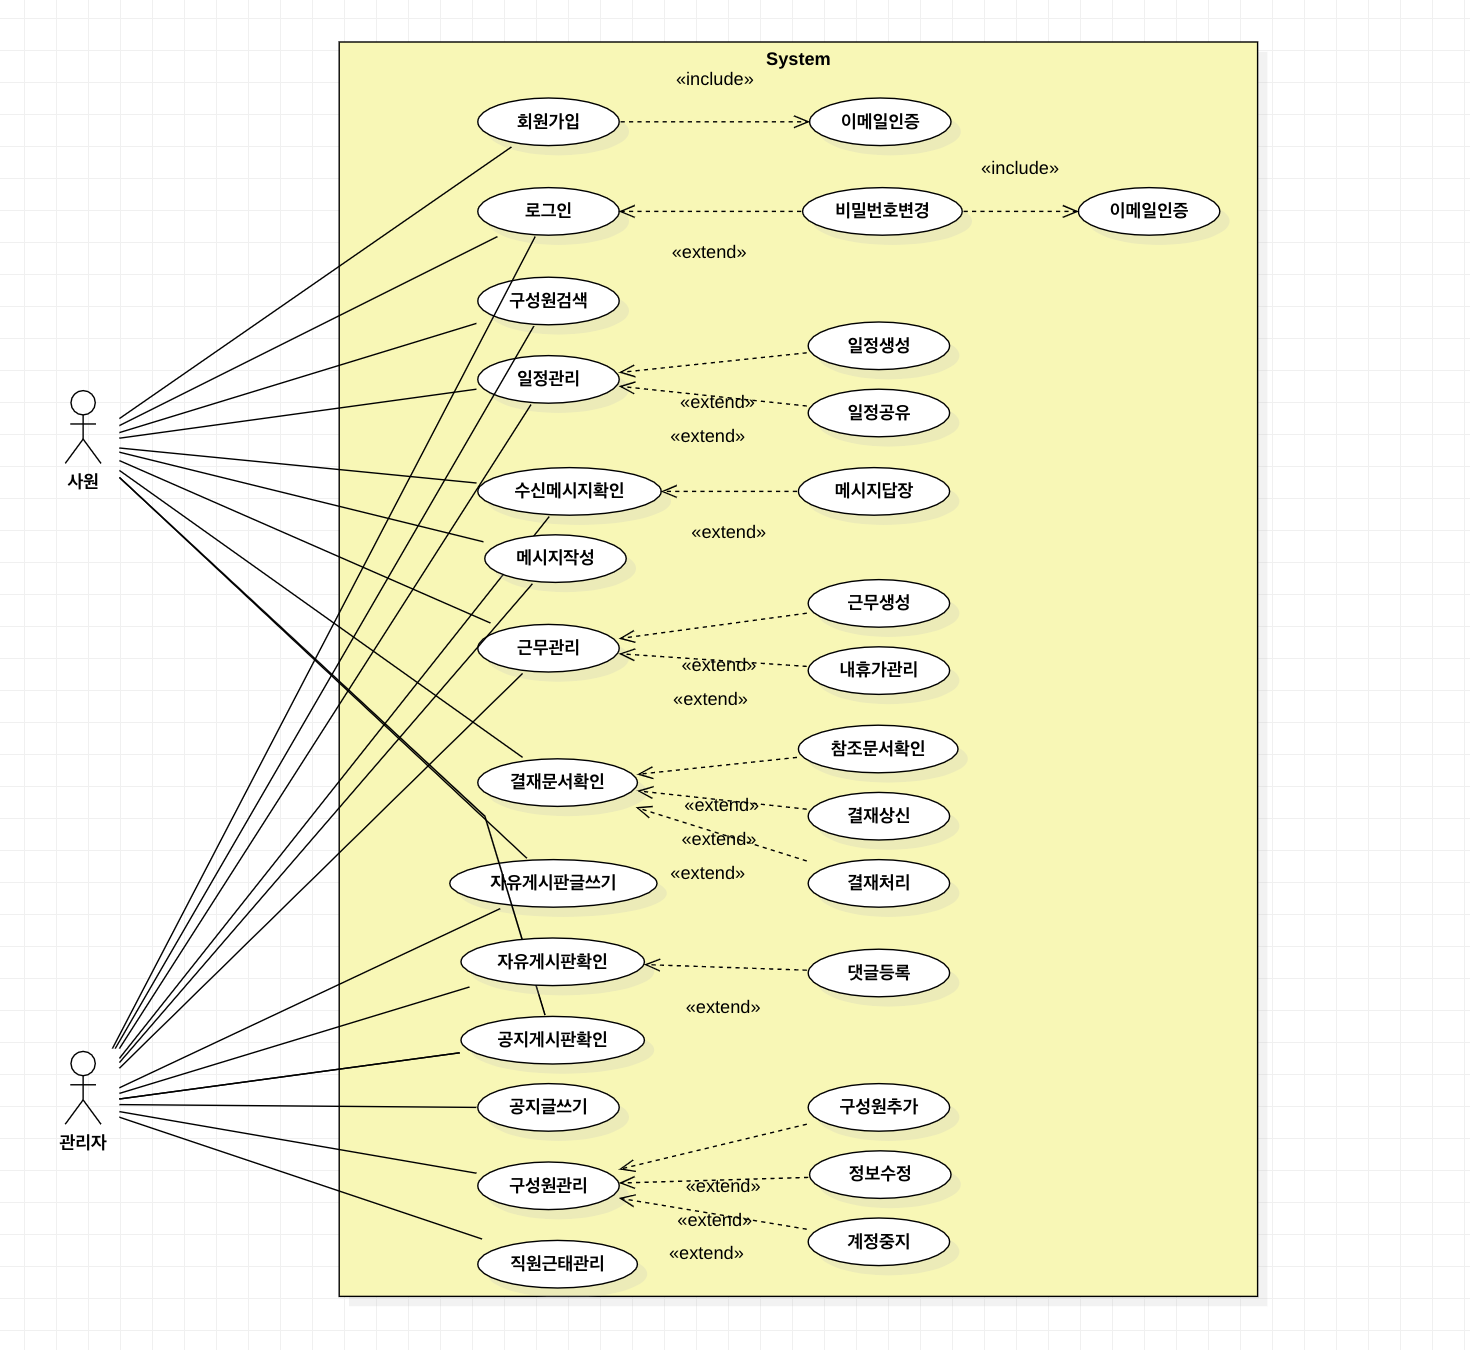 System
«include»
회원가입
이메일인증
«include»
로그인
비밀번호변경
이메일인증
«extend»
구성원검색
일정생성
일정관리
«extend»
일정공유
«extend»
사원
수신메시지확인
메시지답장
«extend»
메시지작성
근무생성
근무관리
«extend»
내휴가관리
«extend»
참조문서확인
결재문서확인
«extend»
결재상신
«extend»
«extend»
결재처리
자유게시판글쓰기
자유게시판확인
댓글등록
«extend»
공지게시판확인
공지글쓰기
구성원추가
관리자
구성원관리
«extend»
정보수정
«extend»
계정중지
«extend»
직원근태관리